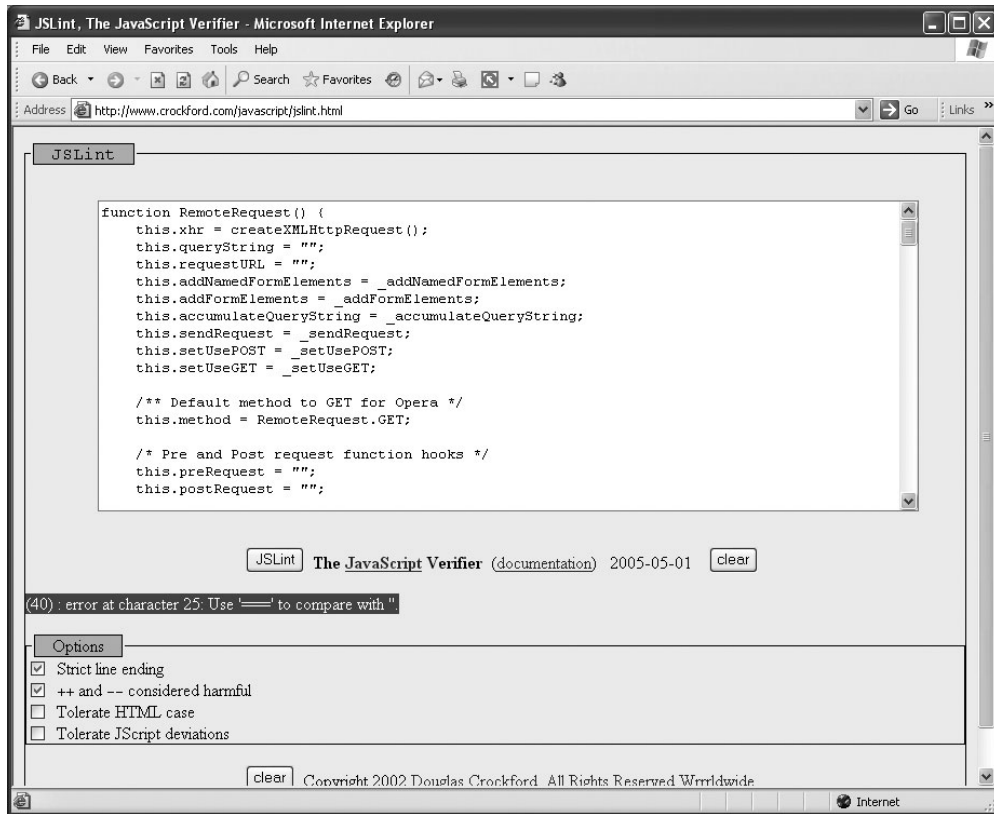 JSLint, The JavaScript Verifier - Microsoft Internet Explorer
File Edit View Favorites Tools Help
Back Search Favorites
Address http://www.crockford.com/javascript/jslint.html Go Links »
JSLint
function RemoteRequest() {
this.xhr = createXMLHttpRequest();
this.queryString = "";
this.requestURL = "";
this.addNamedFormElements = _addNamedFormElements;
this.addFormElements = _addFormElements;
this.accumulateQueryString = _accumulateQueryString;
this.sendRequest = _sendRequest;
this.setUsePOST = _setUsePOST;
this.setUseGET = _setUseGET;
/** Default method to GET for Opera */
this.method = RemoteRequest.GET;
/* Pre and Post request function hooks */
this.preRequest = "";
this.postRequest = "";
JSLint The JavaScript Verifier (documentation) 2005-05-01 clear
(40) : error at character 25: Use '===' to compare with ''.
Options
Strict line ending
++ and -- considered harmful
Tolerate HTML case
Tolerate JScript deviations
clear Copyright 2002 Douglas Crockford. All Rights Reserved Wrrrldwide
Internet